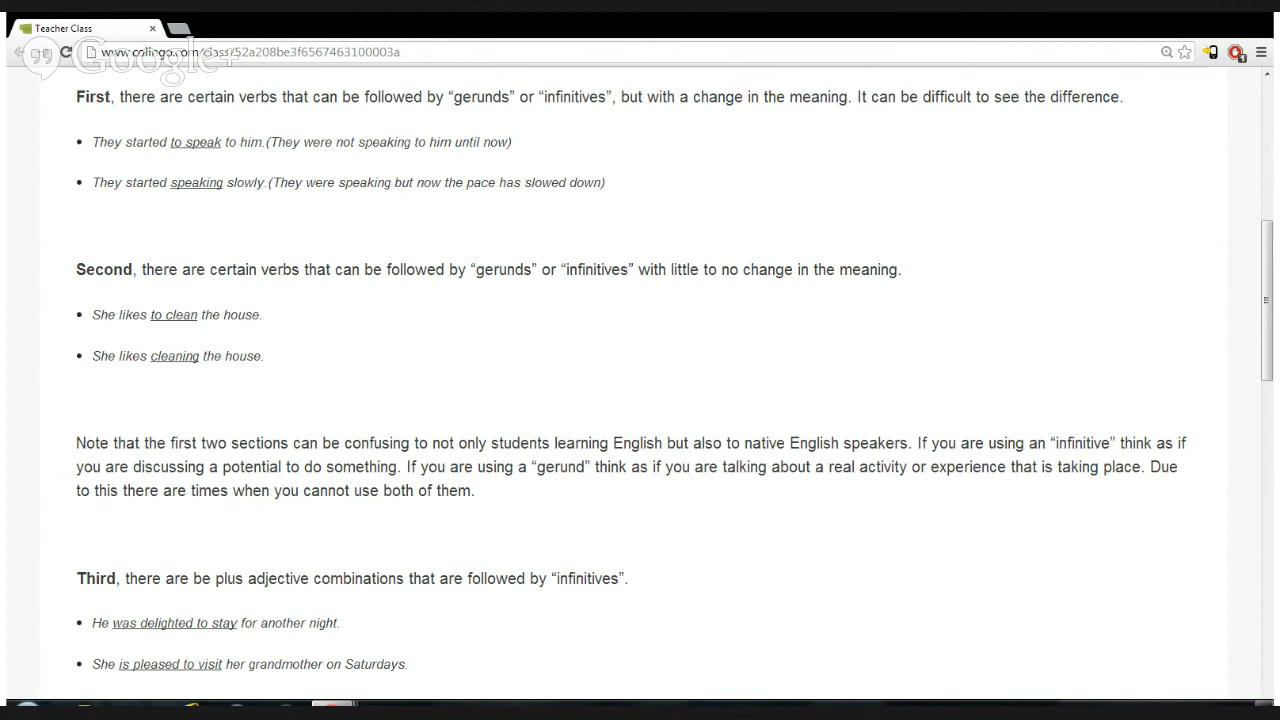 Teacher Class
www.colingo.com/class/52a208be3f6567463100003a
Google+
First, there are certain verbs that can be followed by “gerunds” or “infinitives”, but with a change in the meaning. It can be difficult to see the difference.
• They started to speak to him.(They were not speaking to him until now)
• They started speaking slowly.(They were speaking but now the pace has slowed down)
Second, there are certain verbs that can be followed by “gerunds” or “infinitives” with little to no change in the meaning.
• She likes to clean the house.
• She likes cleaning the house.
Note that the first two sections can be confusing to not only students learning English but also to native English speakers. If you are using an “infinitive” think as if
you are discussing a potential to do something. If you are using a “gerund” think as if you are talking about a real activity or experience that is taking place. Due
to this there are times when you cannot use both of them.
Third, there are be plus adjective combinations that are followed by “infinitives”.
• He was delighted to stay for another night.
• She is pleased to visit her grandmother on Saturdays.